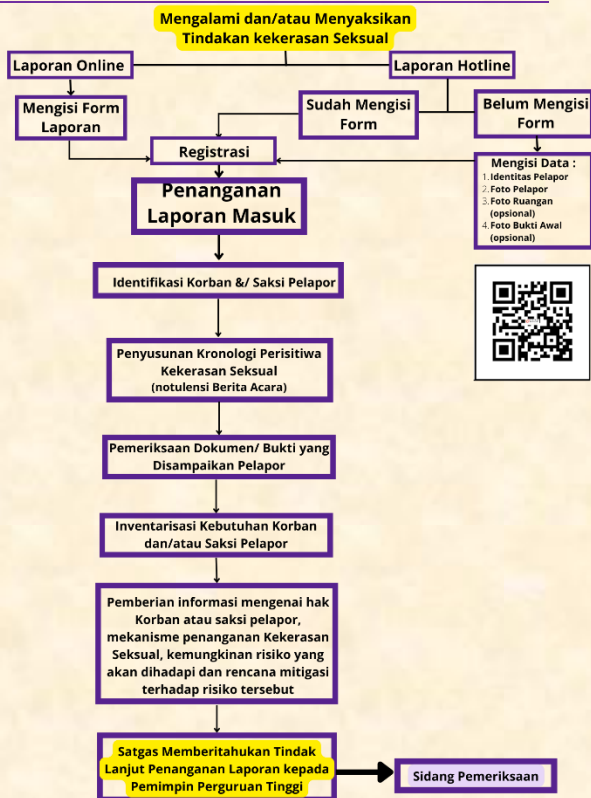 Mengalami dan/atau Menyaksikan
Tindakan kekerasan Seksual
Laporan Online
Laporan Hotline
Mengisi Form
Laporan
Sudah Mengisi
Form
Belum Mengisi
Form
Registrasi
Mengisi Data :
1. Identitas Pelapor
2. Foto Pelapor
3. Foto Ruangan
(opsional)
4. Foto Bukti Awal
(opsional)
Penanganan
Laporan Masuk
Identifikasi Korban &/ Saksi Pelapor
Penyusunan Kronologi Perisitiwa
Kekerasan Seksual
(notulensi Berita Acara)
Pemeriksaan Dokumen/ Bukti yang
Disampaikan Pelapor
Inventarisasi Kebutuhan Korban
dan/atau Saksi Pelapor
Pemberian informasi mengenai hak
Korban atau saksi pelapor,
mekanisme penanganan Kekerasan
Seksual, kemungkinan risiko yang
akan dihadapi dan rencana mitigasi
terhadap risiko tersebut
Satgas Memberitahukan Tindak
Lanjut Penanganan Laporan kepada
Pemimpin Perguruan Tinggi
Sidang Pemeriksaan